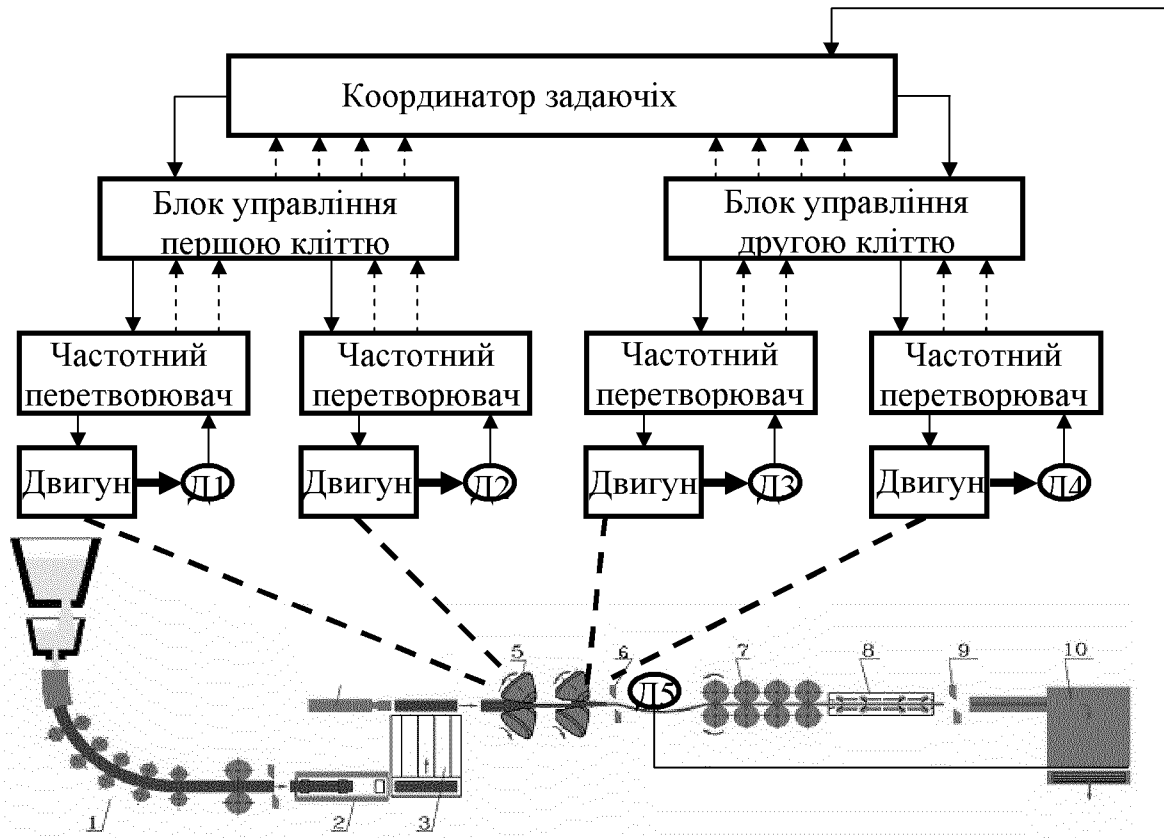 Координатор задаючіх
Блок управління
першою кліттю
Блок управління
другою кліттю
Частотний
перетворювач
Частотний
перетворювач
Частотний
перетворювач
Частотний
перетворювач
Двигун
Д1
Двигун
Д2
Двигун
Д3
Двигун
Д4
5
6
Д5
7
8
9
10
1
2
3